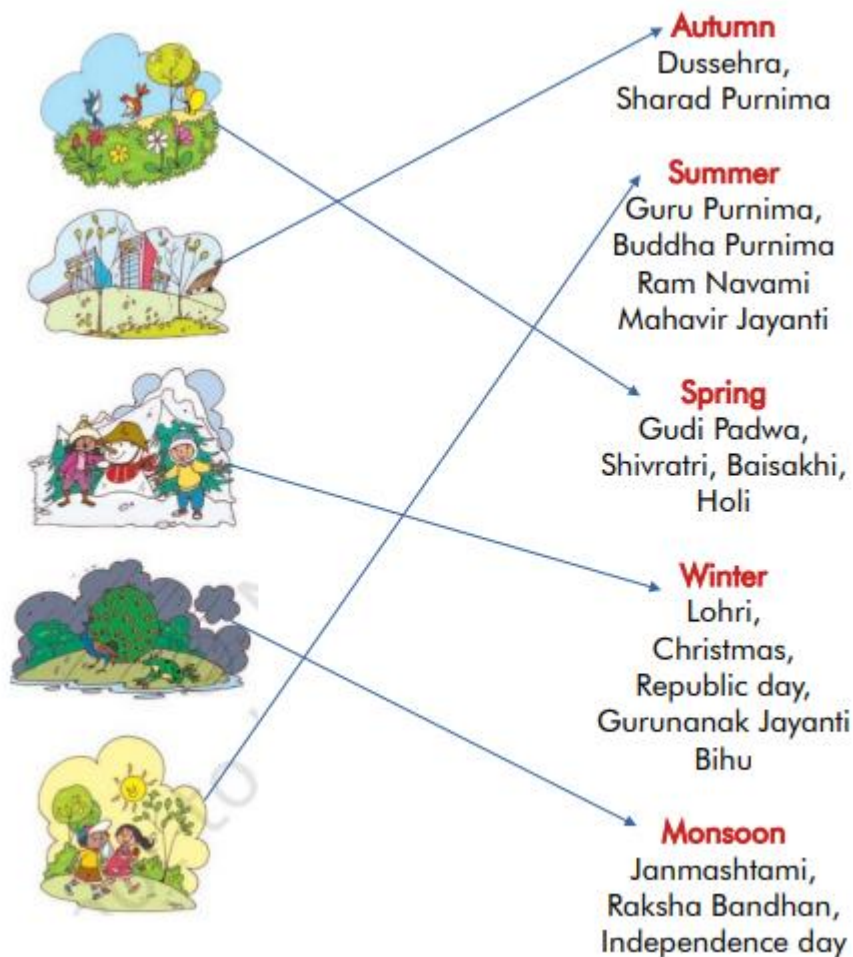 Autumn
Dussehra,
Sharad Purnima
Summer
Guru Purnima,
Buddha Purnima
Ram Navami
Mahavir Jayanti
Spring
Gudi Padwa,
Shivratri, Baisakhi,
Holi
Winter
Lohri,
Christmas,
Republic day,
Gurunanak Jayanti
Bihu
Monsoon
Janmashtami,
Raksha Bandhan,
Independence day